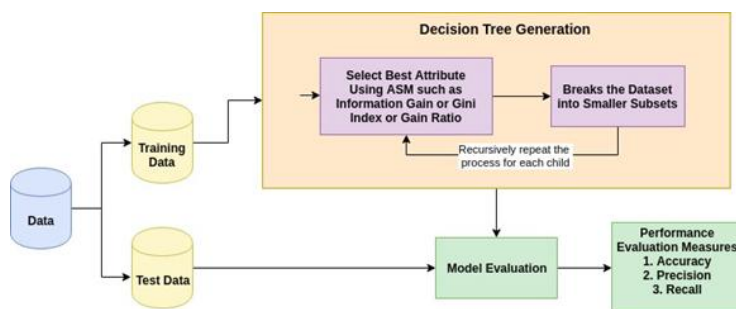 Decision Tree Generation
Select Best Attribute
Using ASM such as
Information Gain or Gini
Index or Gain Ratio
Breaks the Dataset
into Smaller Subsets
Recursively repeat the
process for each child
Training
Data
Data
Test Data
Model Evaluation
Performance
Evaluation Measures
1. Accuracy
2. Precision
3. Recall